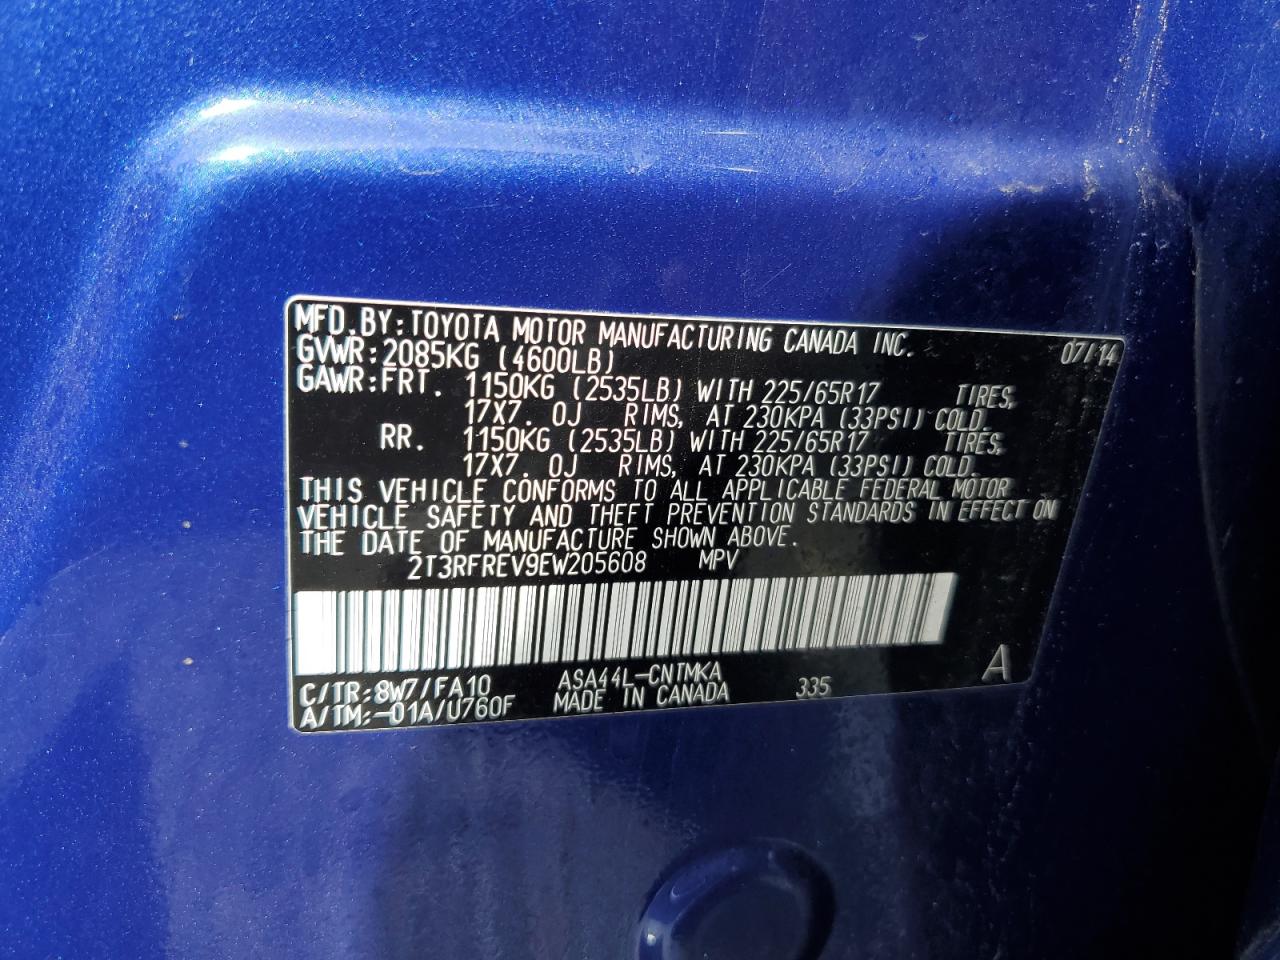 MFD.BY:TOYOTA MOTOR MANUFACTURING CANADA INC. 07/14
GVWR:2085KG (4600LB)
GAWR:FRT. 1150KG (2535LB) WITH 225/65R17 TIRES,
17X7. 0J RIMS, AT 230KPA (33PSI) COLD.
RR. 1150KG (2535LB) WITH 225/65R17 TIRES,
17X7. 0J RIMS, AT 230KPA (33PSI) COLD.
THIS VEHICLE CONFORMS TO ALL APPLICABLE FEDERAL MOTOR
VEHICLE SAFETY AND THEFT PREVENTION STANDARDS IN EFFECT ON
THE DATE OF MANUFACTURE SHOWN ABOVE.
2T3RFREV9EW205608 MPV
C/TR:8W7/FA10 ASA44L-CNTMKA 335 A
A/TM:-01A/U760F MADE IN CANADA